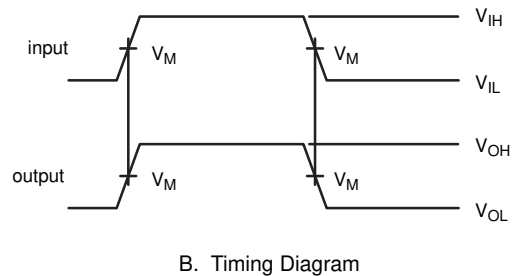 V_IH
input
V_M
V_M
V_IL
V_OH
output
V_M
V_M
V_OL
B. Timing Diagram